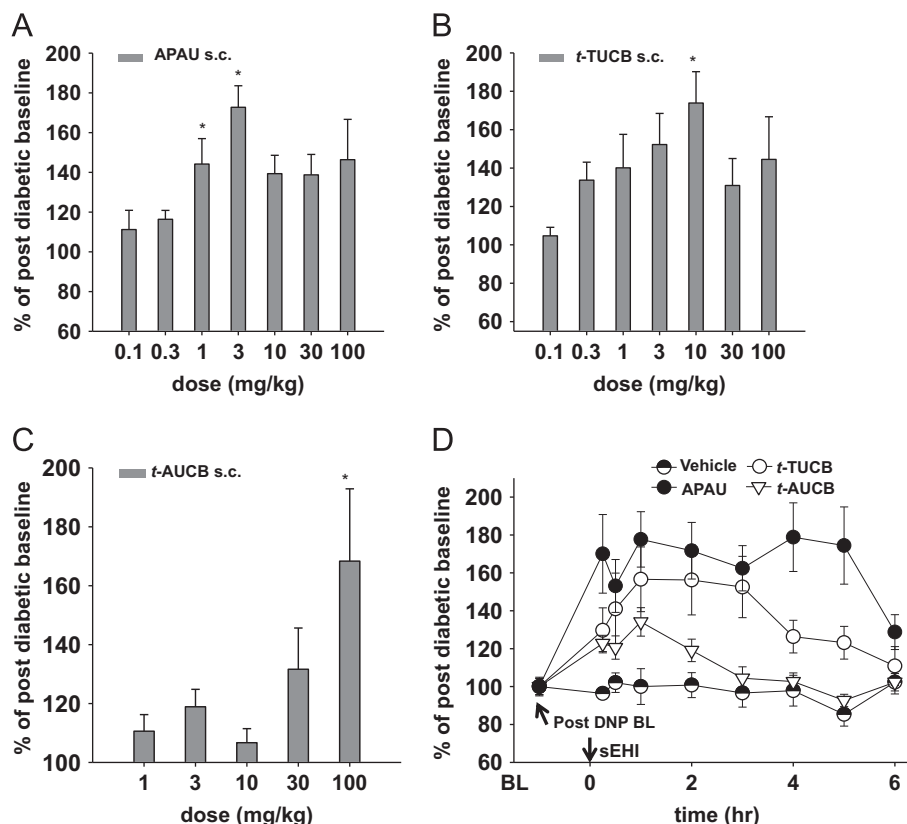 A
APAU s.c.
% of post diabetic baseline
200
180
160
140
120
100
80
60
0.1 0.3 1 3 10 30 100
dose (mg/kg)
* *
B
t-TUCB s.c.
% of post diabetic baseline
200
180
160
140
120
100
80
60
0.1 0.3 1 3 10 30 100
dose (mg/kg)
*
C
t-AUCB s.c.
% of post diabetic baseline
200
180
160
140
120
100
1 3 10 30 100
dose (mg/kg)
*
D
Vehicle t-TUCB
APAU t-AUCB
% of post diabetic baseline
200
180
160
140
120
100
80
60
Post DNP BL
sEHI
BL 0 2 4 6
time (hr)